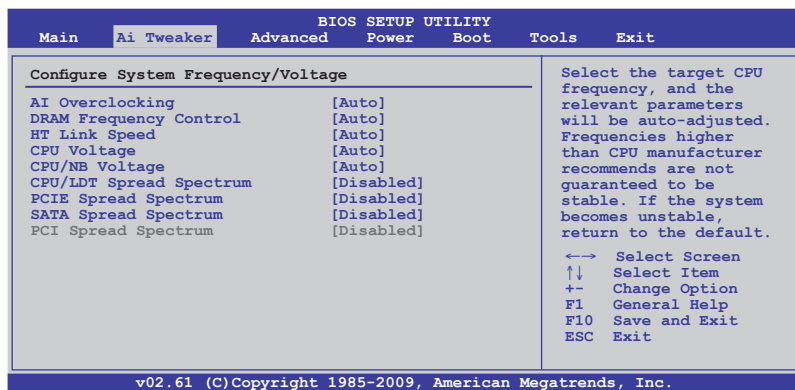 BIOS SETUP UTILITY
Main Ai Tweaker Advanced Power Boot Tools Exit
Configure System Frequency/Voltage
AI Overclocking [Auto]
DRAM Frequency Control [Auto]
HT Link Speed [Auto]
CPU Voltage [Auto]
CPU/NB Voltage [Auto]
CPU/LDT Spread Spectrum [Disabled]
PCIE Spread Spectrum [Disabled]
SATA Spread Spectrum [Disabled]
PCI Spread Spectrum [Disabled]
Select the target CPU
frequency, and the
relevant parameters
will be auto-adjusted.
Frequencies higher
than CPU manufacturer
recommends are not
guaranteed to be
stable. If the system
becomes unstable,
return to the default.
←→ Select Screen
↑↓ Select Item
+- Change Option
F1 General Help
F10 Save and Exit
ESC Exit
v02.61 (C)Copyright 1985-2009, American Megatrends, Inc.